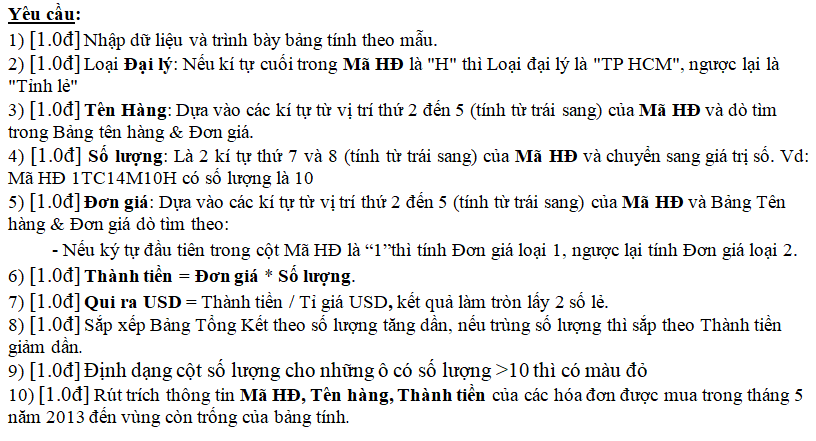 Yêu cầu:
1) [1.0đ] Nhập dữ liệu và trình bày bảng tính theo mẫu.
2) [1.0đ] Loại Đại lý: Nếu kí tự cuối trong Mã HĐ là "H" thì Loại đại lý là "TP HCM", ngược lại là
"Tỉnh lẻ"
3) [1.0đ] Tên Hàng: Dựa vào các kí tự từ vị trí thứ 2 đến 5 (tính từ trái sang) của Mã HĐ và dò tìm
trong Bảng tên hàng & Đơn giá.
4) [1.0đ] Số lượng: Là 2 kí tự thứ 7 và 8 (tính từ trái sang) của Mã HĐ và chuyển sang giá trị số. Vd:
Mã HĐ 1TC14M10H có số lượng là 10
5) [1.0đ] Đơn giá: Dựa vào các kí tự từ vị trí thứ 2 đến 5 (tính từ trái sang) của Mã HĐ và Bảng Tên
hàng & Đơn giá dò tìm theo:
- Nếu ký tự đầu tiên trong cột Mã HĐ là “1”thì tính Đơn giá loại 1, ngược lại tính Đơn giá loại 2.
6) [1.0đ] Thành tiền = Đơn giá * Số lượng.
7) [1.0đ] Qui ra USD = Thành tiền / Tỉ giá USD, kết quả làm tròn lấy 2 số lẻ.
8) [1.0đ] Sắp xếp Bảng Tổng Kết theo số lượng tăng dần, nếu trùng số lượng thì sắp theo Thành tiền
giảm dần.
9) [1.0đ] Định dạng cột số lượng cho những ô có số lượng >10 thì có màu đỏ
10) [1.0đ] Rút trích thông tin Mã HĐ, Tên hàng, Thành tiền của các hóa đơn được mua trong tháng 5
năm 2013 đến vùng còn trống của bảng tính.